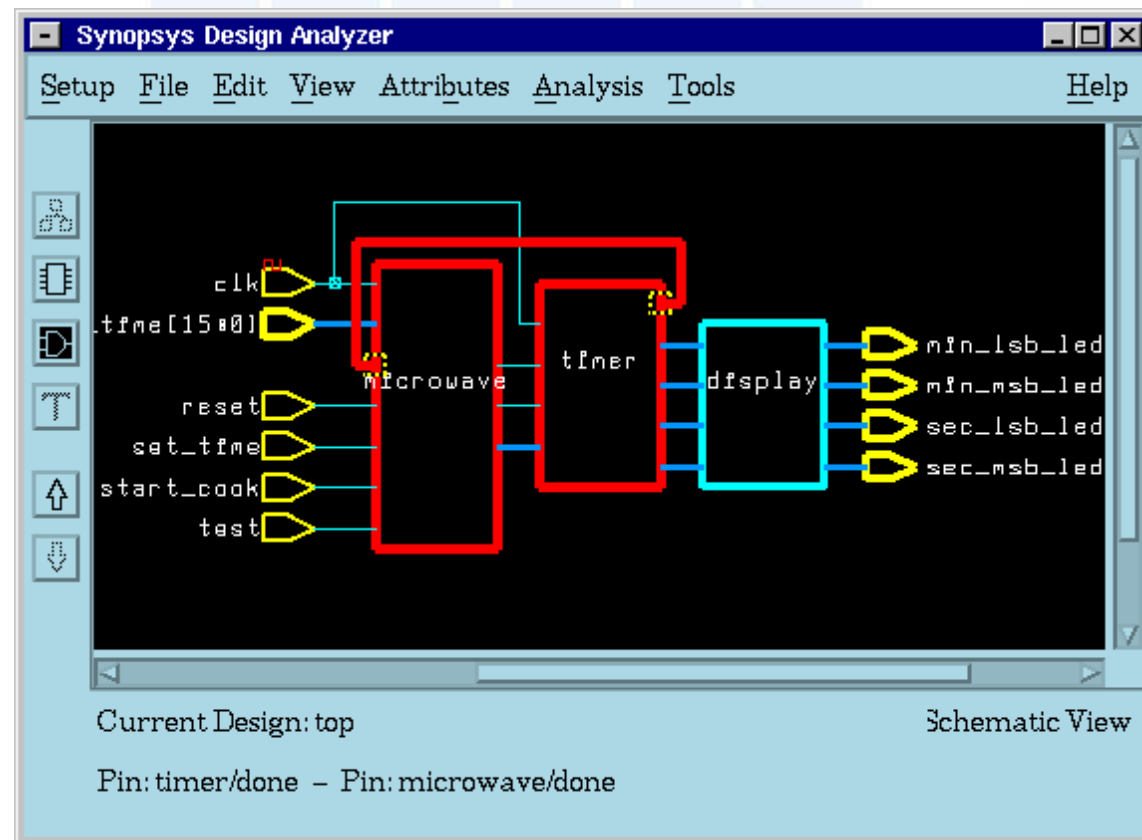 Synopsys Design Analyzer
Setup File Edit View Attributes Analysis Tools Help
clk
.time[15:0]
reset
set_time
start_cook
test
microwave
timer
display
min_lsb_led
min_msb_led
sec_lsb_led
sec_msb_led
Current Design: top
Schematic View
Pin: timer/done – Pin: microwave/done